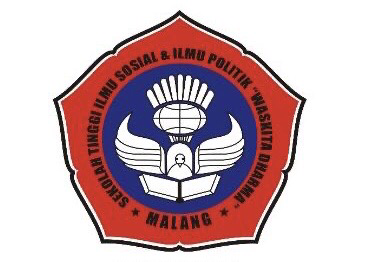 SEKOLAH TINGGI ILMU SOSIAL & ILMU POLITIK "WASKITA DHARMA"
★ MALANG ★